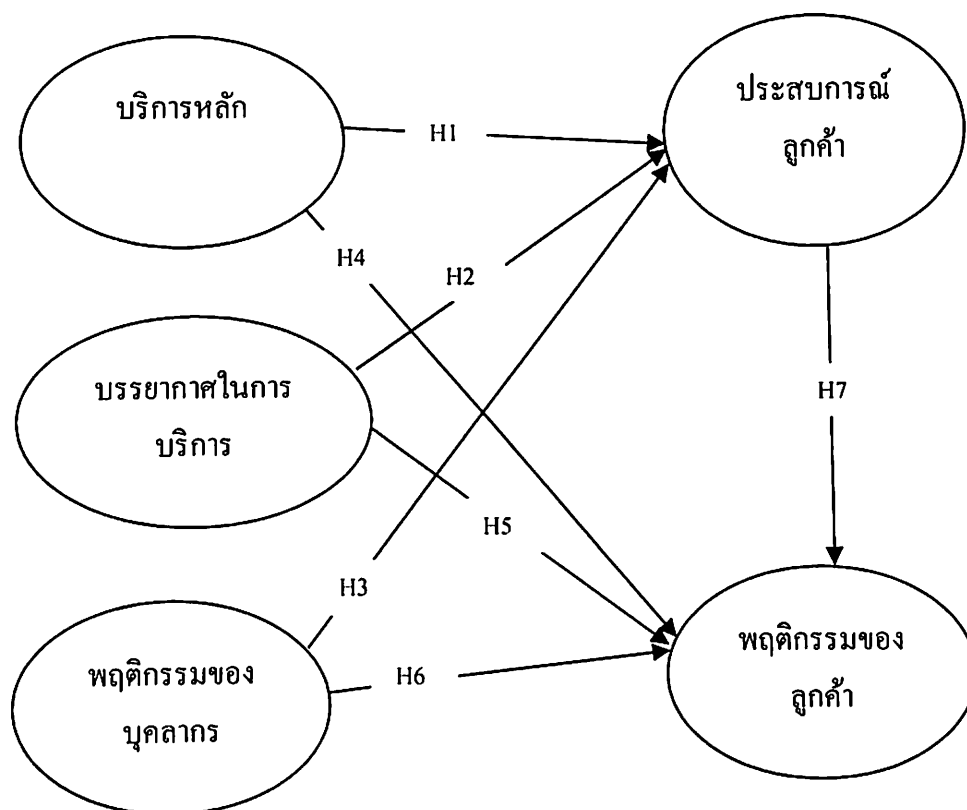 บริการหลัก
ประสบการณ์
ลูกค้า
H1
H4
H2
บรรยากาศในการ
บริการ
H7
H5
H3
พฤติกรรมของ
บุคลากร
H6
พฤติกรรมของ
ลูกค้า